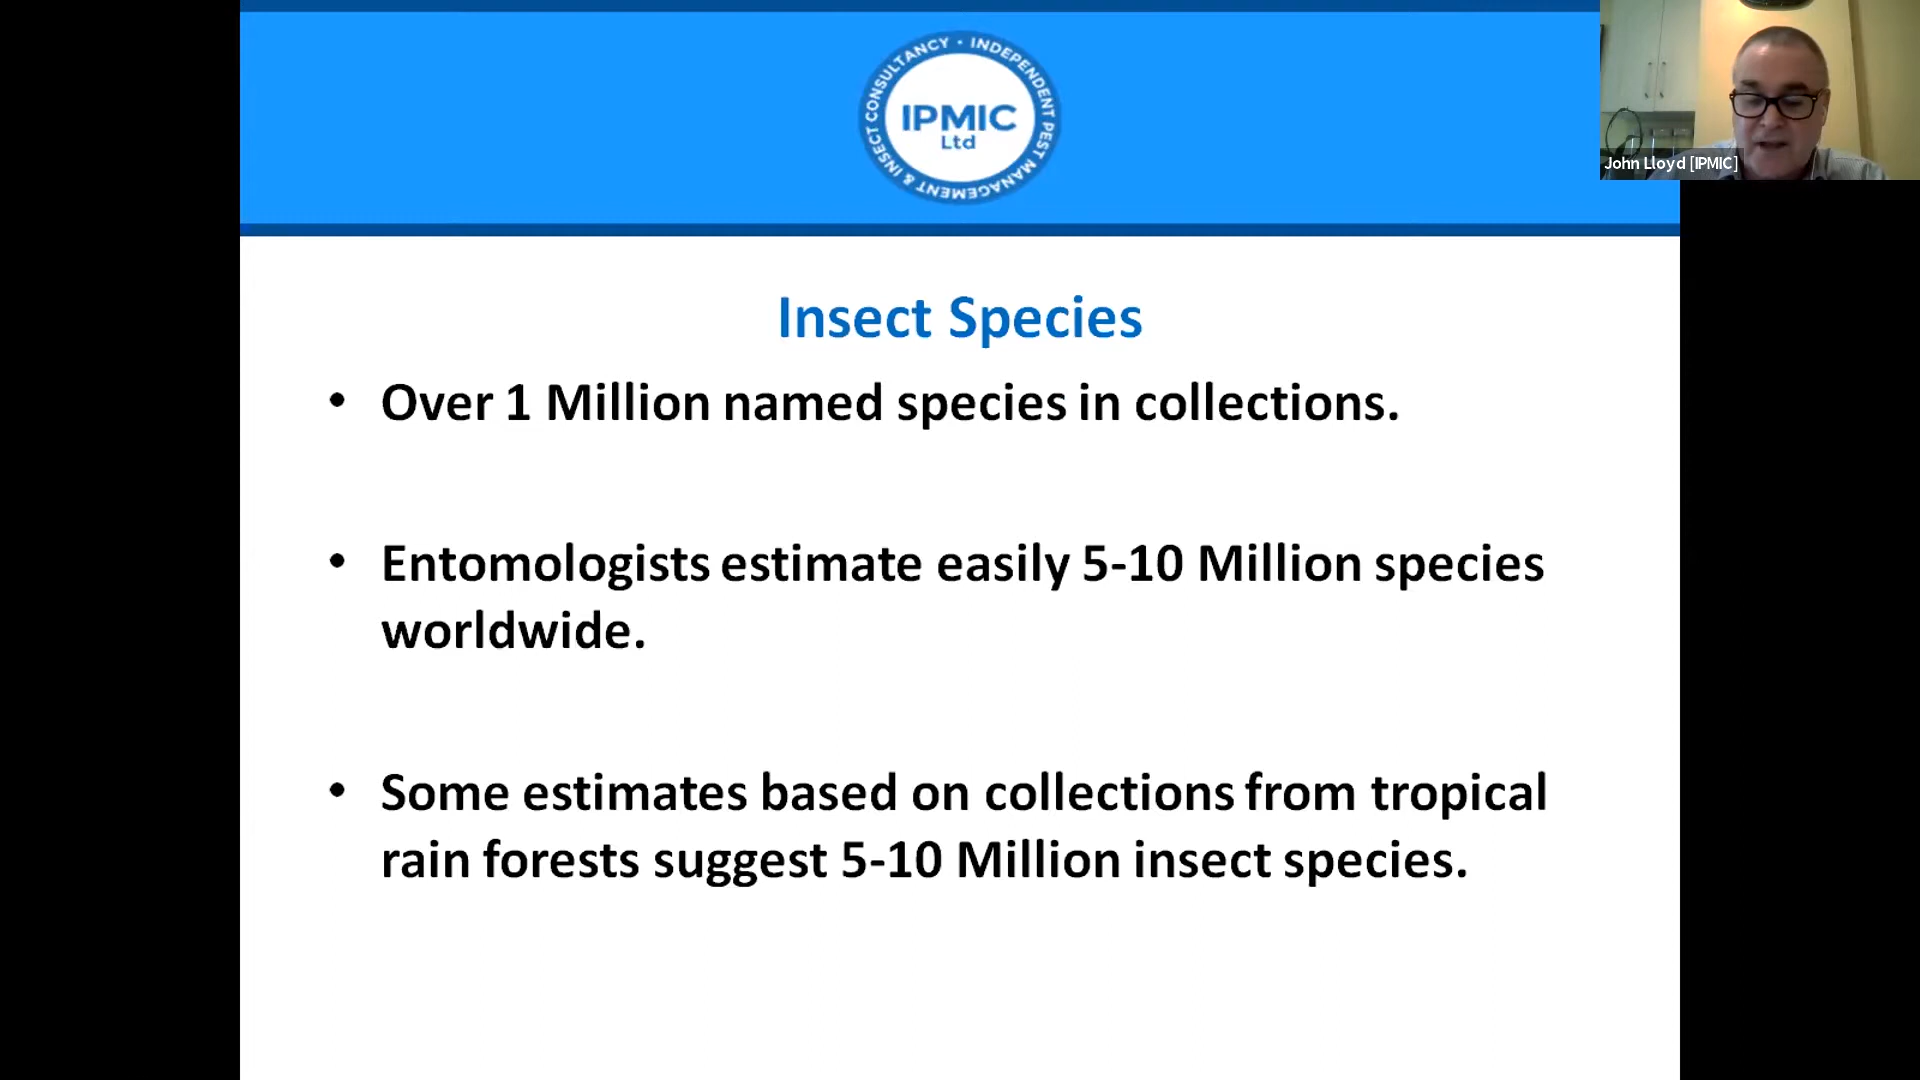 INSECT CONSULTANCY • INDEPENDENT PEST MANAGEMENT &
IPMIC
Ltd
John Lloyd [IPMIC]
Insect Species
• Over 1 Million named species in collections.
• Entomologists estimate easily 5-10 Million species
worldwide.
• Some estimates based on collections from tropical
rain forests suggest 5-10 Million insect species.